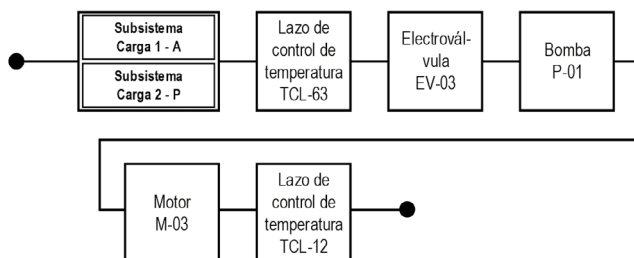 Subsistema
Carga 1 - A
Subsistema
Carga 2 - P
Lazo de
control de
temperatura
TCL-63
Electrovál-
vula
EV-03
Bomba
P-01
Motor
M-03
Lazo de
control de
temperatura
TCL-12